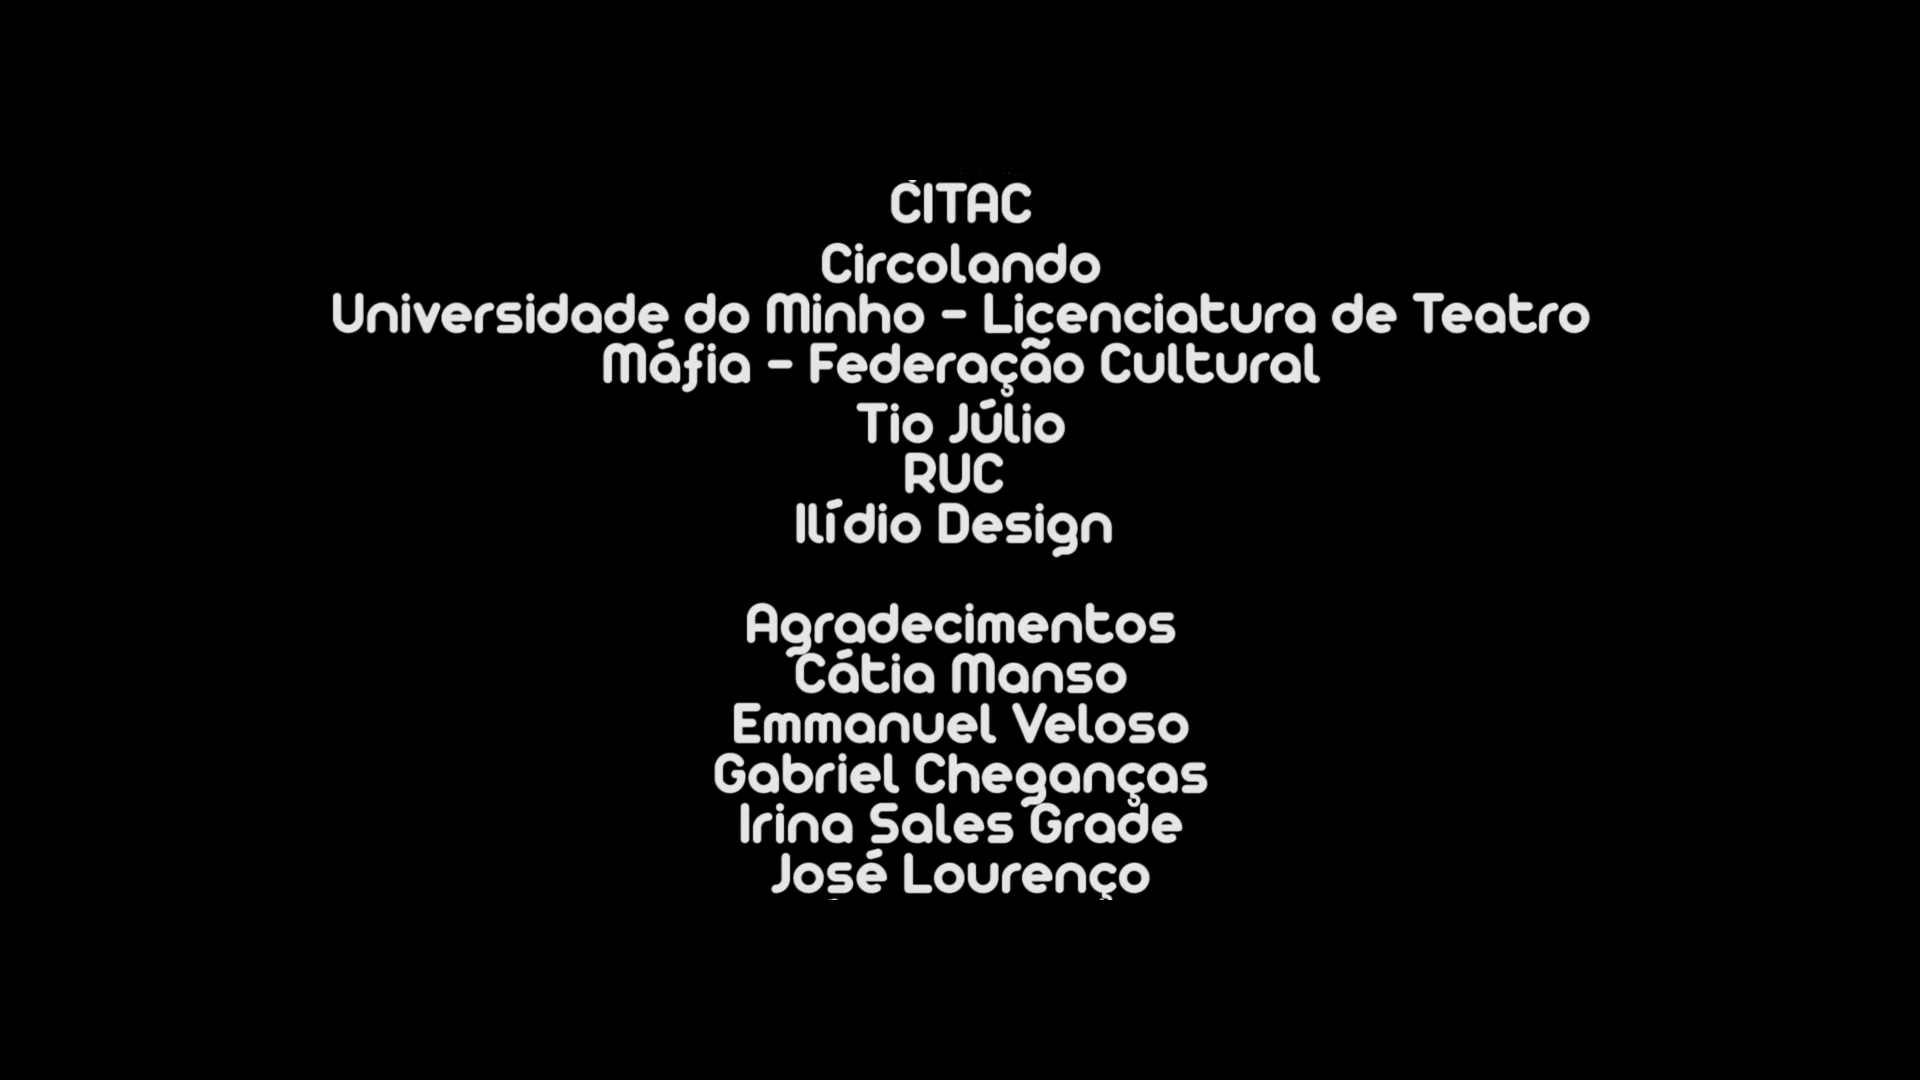 CITAC
Circolando
Universidade do Minho - Licenciatura de Teatro
Máfia - Federação Cultural
Tio Júlio
RUC
Ilídio Design
Agradecimentos
Cátia Manso
Emmanuel Veloso
Gabriel Cheganças
Irina Sales Grade
José Lourenço